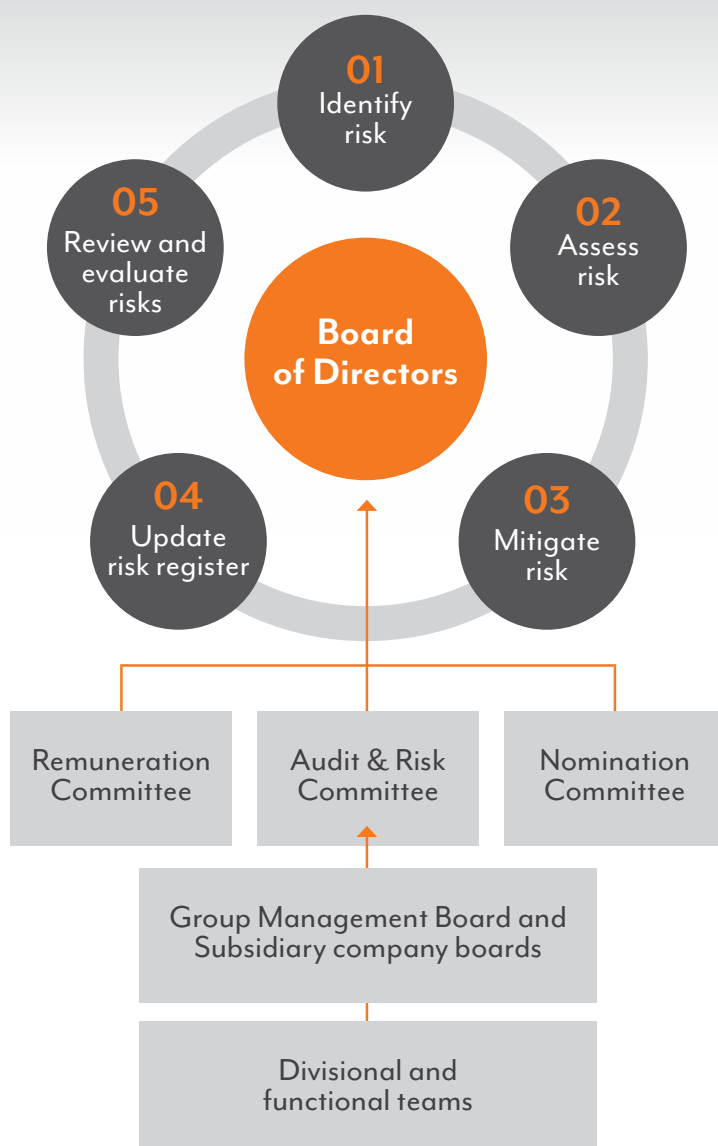 01
Identify
risk
02
Assess
risk
03
Mitigate
risk
04
Update
risk register
05
Review and
evaluate
risks
Board
of Directors
Remuneration
Committee
Audit & Risk
Committee
Nomination
Committee
Group Management Board and
Subsidiary company boards
Divisional and
functional teams